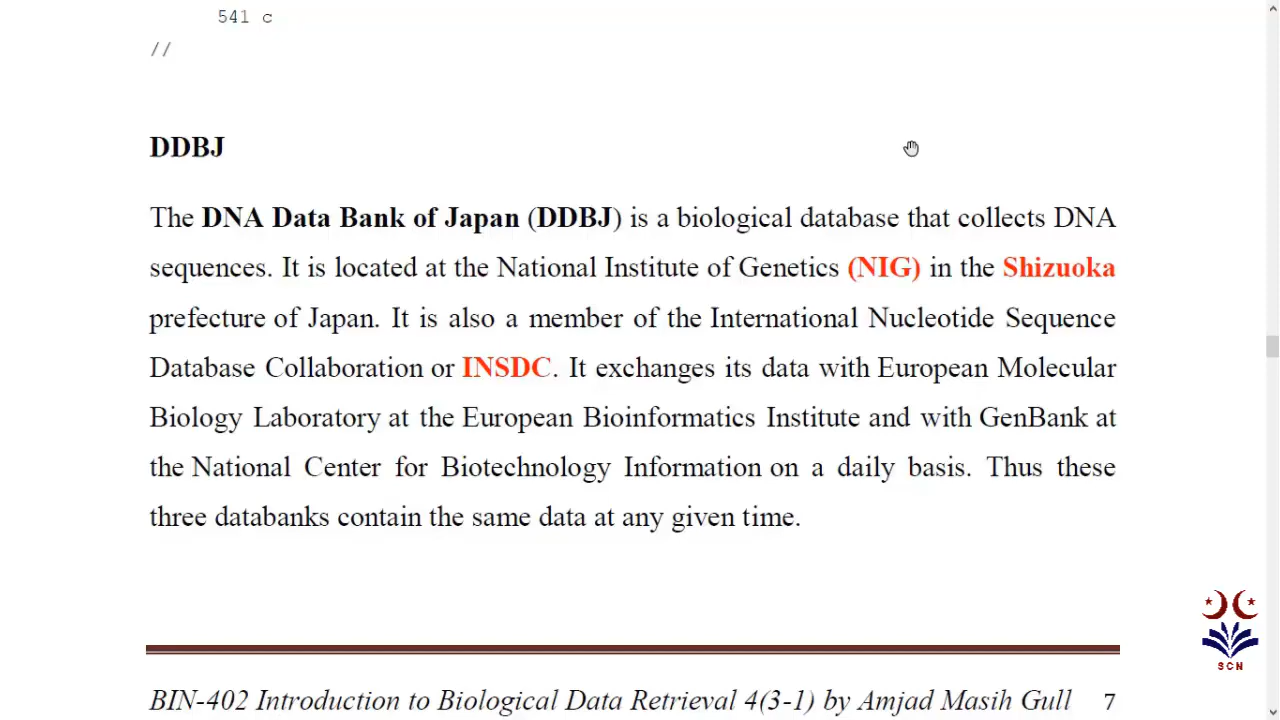 541 c
//
DDBJ
The DNA Data Bank of Japan (DDBJ) is a biological database that collects DNA
sequences. It is located at the National Institute of Genetics (NIG) in the Shizuoka
prefecture of Japan. It is also a member of the International Nucleotide Sequence
Database Collaboration or INSDC. It exchanges its data with European Molecular
Biology Laboratory at the European Bioinformatics Institute and with GenBank at
the National Center for Biotechnology Information on a daily basis. Thus these
three databanks contain the same data at any given time.
SCN
BIN-402 Introduction to Biological Data Retrieval 4(3-1) by Amjad Masih Gull 7